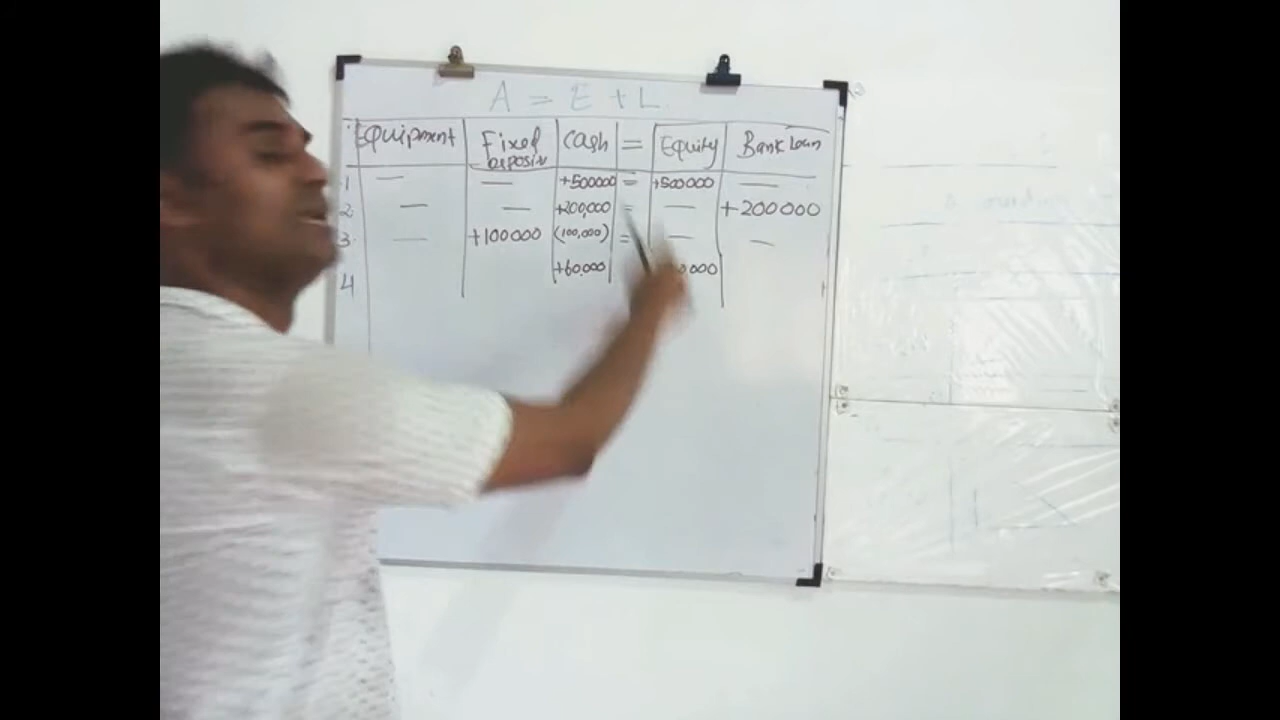 A = E + L
Equipment Fixed Deposit Cash = Equity Bank Loan
1 — — +500000 = +500000 —
2 — — +200,000 = — +200000
3. — +100000 (100,000) = — —
4 +60,000 0000